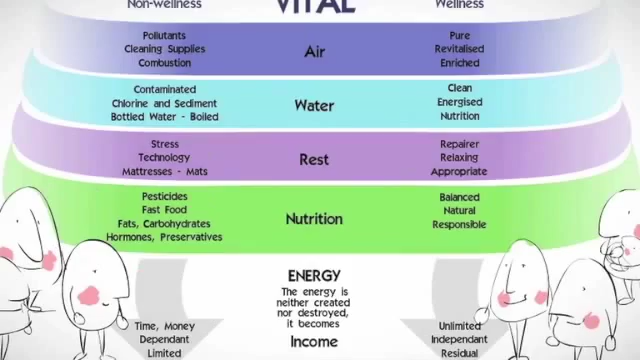 Non-wellness
VITAL
Wellness
Pollutants
Cleaning Supplies
Combustion
Air
Pure
Revitalised
Enriched
Contaminated
Chlorine and Sediment
Bottled Water - Boiled
Water
Clean
Energised
Nutrition
Stress
Technology
Mattresses - Mats
Rest
Repairer
Relaxing
Appropriate
Pesticides
Fast Food
Fats, Carbohydrates
Hormones, Preservatives
Nutrition
Balanced
Natural
Responsible
ENERGY
The energy is
neither created
nor destroyed,
it becomes
Income
Time, Money
Dependant
Limited
Unlimited
Independant
Residual